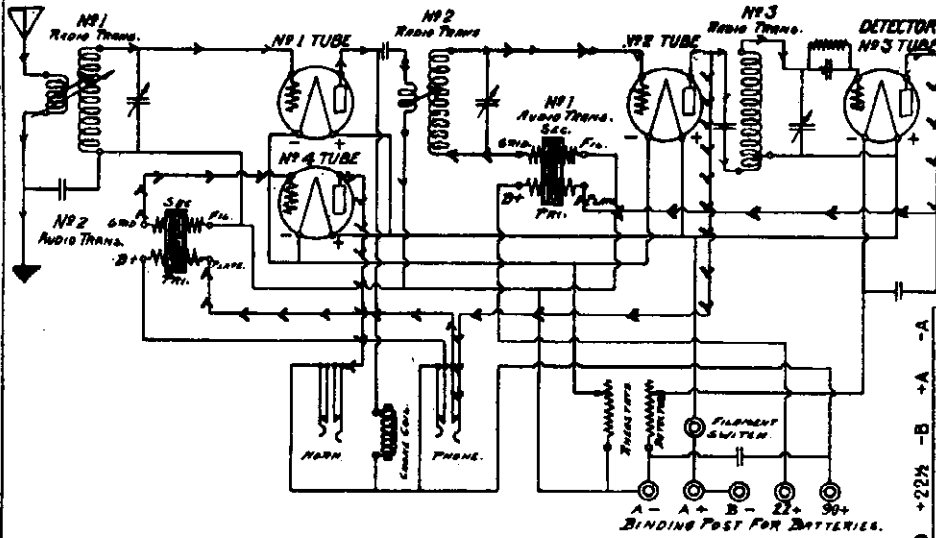 Nº1
RADIO TRANS.
Nº1 TUBE
Nº2
RADIO TRANS
Nº2 TUBE
Nº3
RADIO TRANS.
DETECTOR
Nº3 TUBE
- +
- +
- +
Nº1
AUDIO TRANS.
SEC.
GRID. FIL.
B+ PLATE
PRI.
Nº4 TUBE
- +
Nº2
AUDIO TRANS.
SEC
GRID FIL.
B+ PLATE.
PRI.
HORN
CHOKE COIL
PHONE.
RHEOSTATS
DETECTOR
FILAMENT
SWITCH
A - A + B - 22+ 90+
BINDING POST FOR BATTERIES.
+22½ -B +A -A